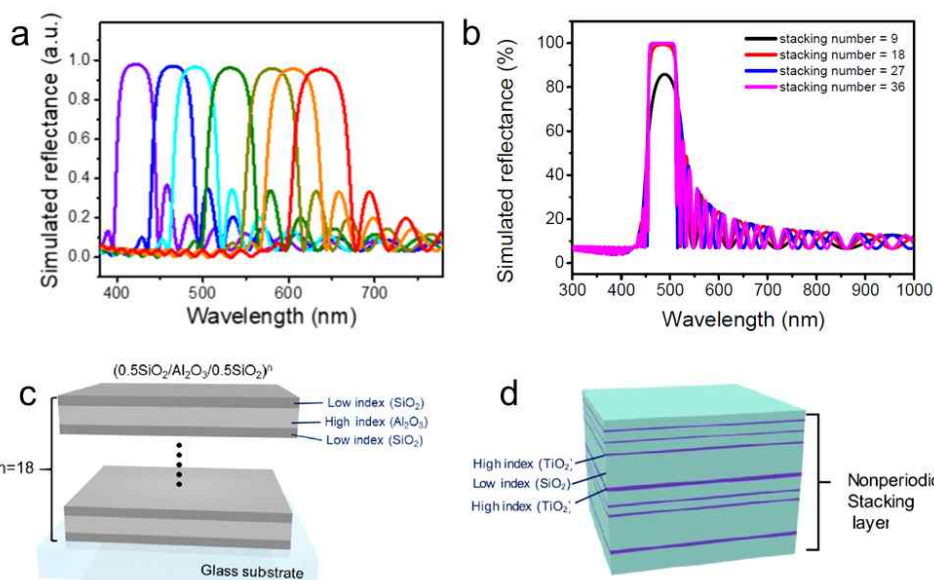 a
Simulated reflectance (a.u.)
1.0
0.8
0.6
0.4
0.2
0.0
400 500 600 700
Wavelength (nm)
b
Simulated reflectance (%)
100
80
60
40
20
0
stacking number = 9
stacking number = 18
stacking number = 27
stacking number = 36
300 400 500 600 700 800 900 1000
Wavelength (nm)
c
(0.5SiO₂/Al₂O₃/0.5SiO₂)ⁿ
Low index (SiO₂)
High index (Al₂O₃)
Low index (SiO₂)
n=18
Glass substrate
d
High index (TiO₂)
Low index (SiO₂)
High index (TiO₂)
Nonperiodic
Stacking
layer